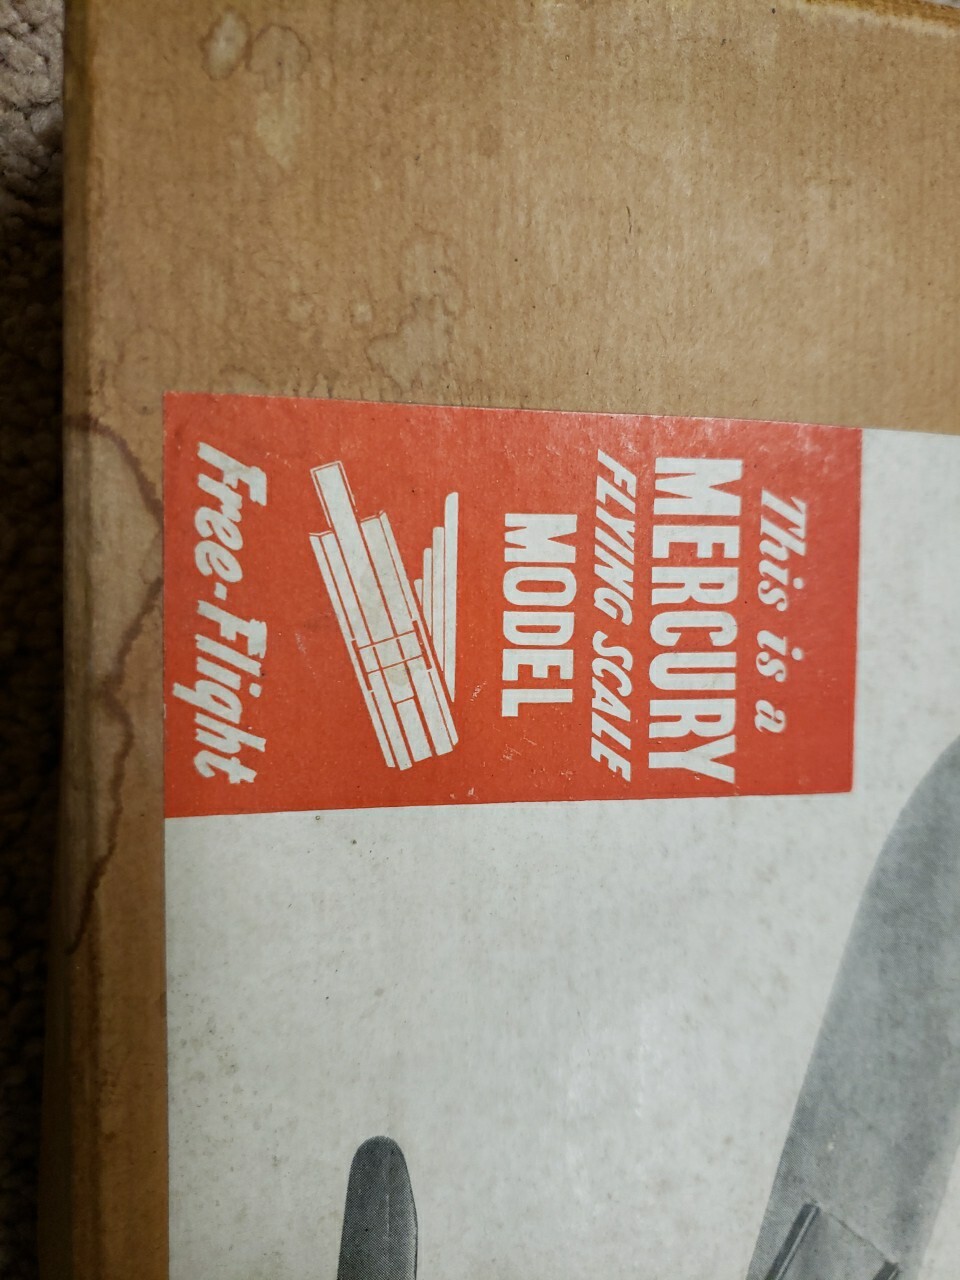 This is a
MERCURY
FLYING SCALE
MODEL
Free-Flight